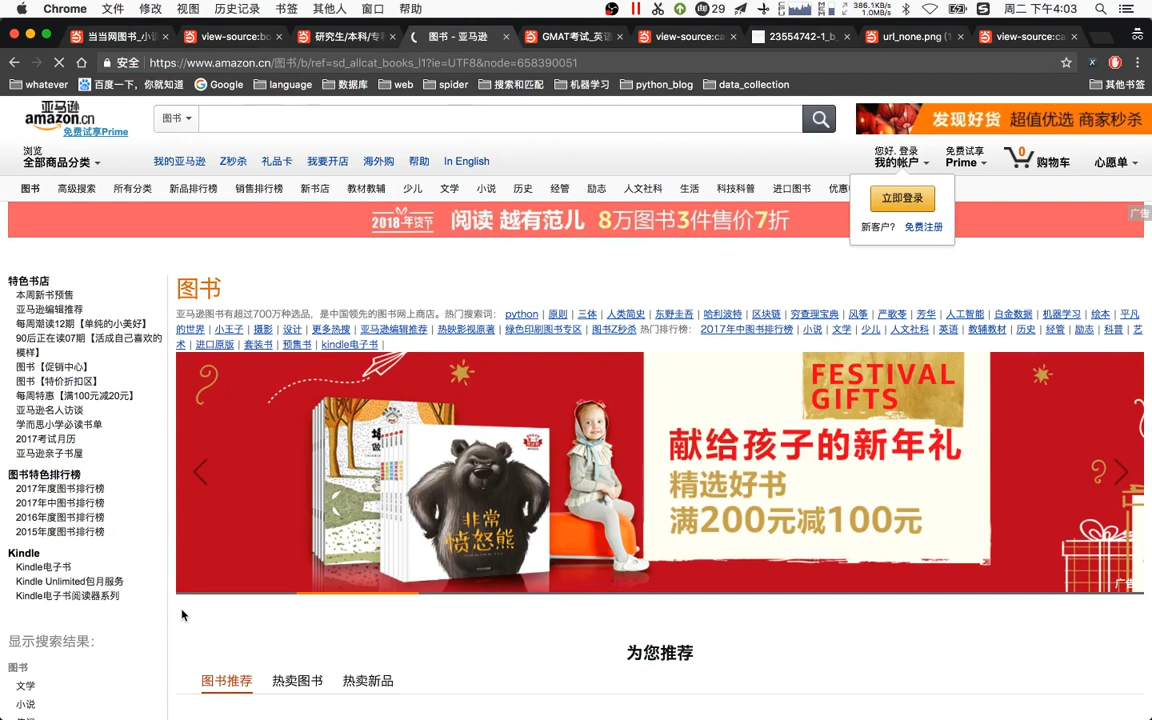 Chrome 文件 修改 视图 历史记录 书签 其他人 窗口 帮助 29 386.1KB/s 1.0MB/s 周二 下午4:03
当当网图书_小说 view-source:bo 研究生/本科/专科 图书 - 亚马逊 GMAT考试_英语 view-source:ca 23554742-1_b_ url_none.png (1 view-source:ca
安全 https://www.amazon.cn/图书/b/ref=sd_allcat_books_l1?ie=UTF8&node=658390051
whatever 百度一下，你就知道 Google language 数据库 web spider 搜索和匹配 机器学习 python_blog data_collection 其他书签
亚马逊
amazon.cn
免费试享Prime
图书
发现好货 超值优选 商家秒杀
浏览
全部商品分类
我的亚马逊 Z秒杀 礼品卡 我要开店 海外购 帮助 In English
您好, 登录
我的帐户
免费试享
Prime
0 购物车
心愿单
图书 高级搜索 所有分类 新品排行榜 销售排行榜 新书店 教材教辅 少儿 文学 小说 历史 经管 励志 人文社科 生活 科技科普 进口图书 优惠
立即登录
新客户? 免费注册
2018·年货节 阅读 越有范儿 8万图书3件售价7折
广告
特色书店
本周新书预售
亚马逊编辑推荐
每周潮读12期【单纯的小美好】
90后正在读07期【活成自己喜欢的
模样】
图书【促销中心】
图书【特价折扣区】
每周特惠【满100元减20元】
亚马逊名人访谈
学而思小学必读书单
2017考试月历
亚马逊亲子书屋
图书特色排行榜
2017年度图书排行榜
2017年中图书排行榜
2016年度图书排行榜
2015年度图书排行榜
Kindle
Kindle电子书
Kindle Unlimited包月服务
Kindle电子书阅读器系列
显示搜索结果:
图书
文学
小说
图书
亚马逊图书有超过700万种选品，是中国领先的图书网上商店。热门搜索词： python | 原则 | 三体 | 人类简史 | 东野圭吾 | 哈利波特 | 区块链 | 穷查理宝典 | 风筝 | 严歌苓 | 芳华 | 人工智能 | 白金数据 | 机器学习 | 绘本 | 平凡
的世界 | 小王子 | 摄影 | 设计 | 更多热搜 | 亚马逊编辑推荐 | 热映影视原著 | 绿色印刷图书专区 | 图书Z秒杀 热门排行榜： 2017年中图书排行榜 | 小说 | 文学 | 少儿 | 人文社科 | 英语 | 教辅教材 | 历史 | 经管 | 励志 | 科普 | 艺
术 | 进口原版 | 套装书 | 预售书 | kindle电子书 |
FESTIVAL
GIFTS
献给孩子的新年礼
精选好书
满200元减100元
非常
愤怒熊
广告
为您推荐
图书推荐 热卖图书 热卖新品